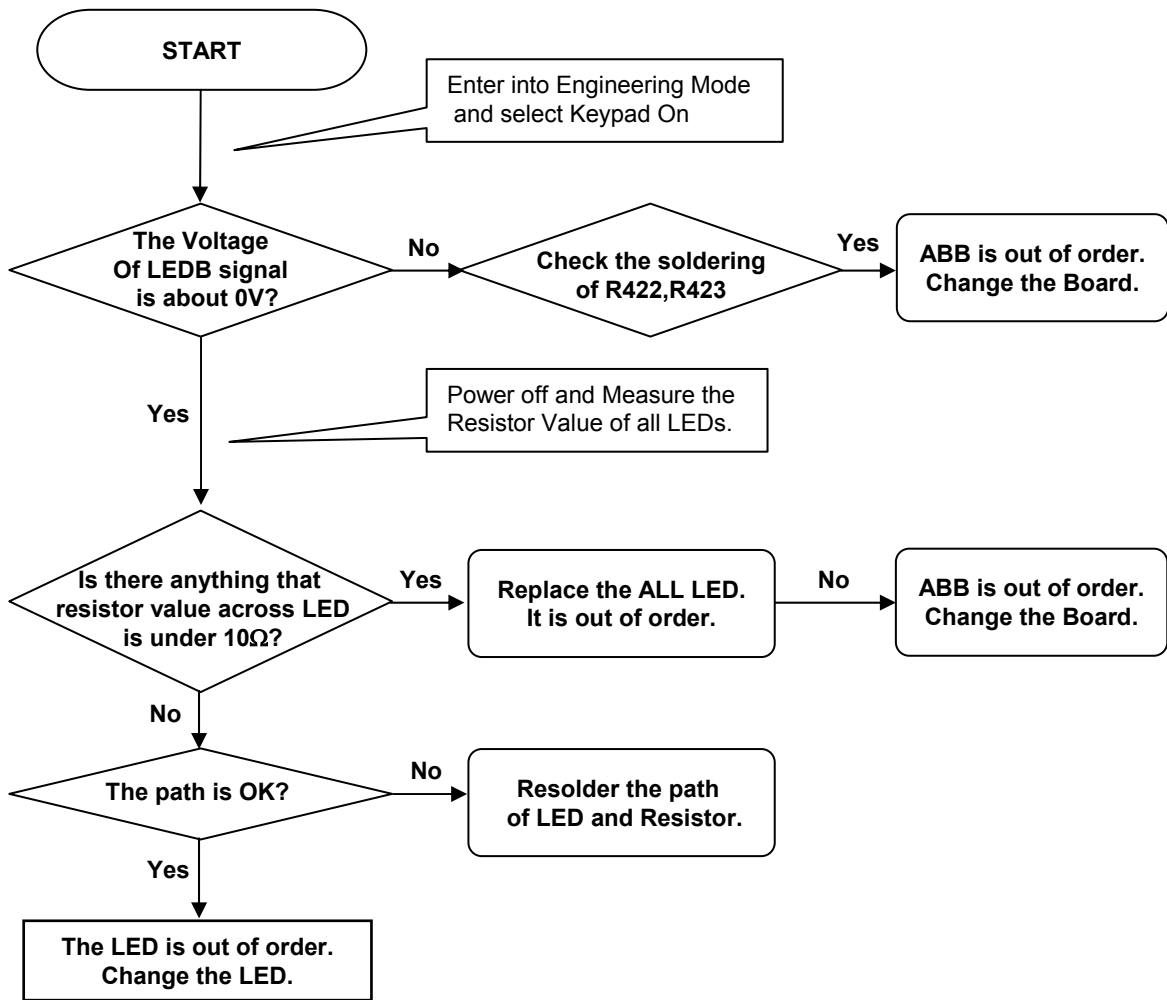 START
Enter into Engineering Mode
and select Keypad On
The Voltage
Of LEDB signal
is about 0V?
No
Check the soldering
of R422,R423
Yes
ABB is out of order.
Change the Board.
Yes
Power off and Measure the
Resistor Value of all LEDs.
Is there anything that
resistor value across LED
is under 10Ω?
Yes
Replace the ALL LED.
It is out of order.
No
ABB is out of order.
Change the Board.
No
The path is OK?
No
Resolder the path
of LED and Resistor.
Yes
The LED is out of order.
Change the LED.